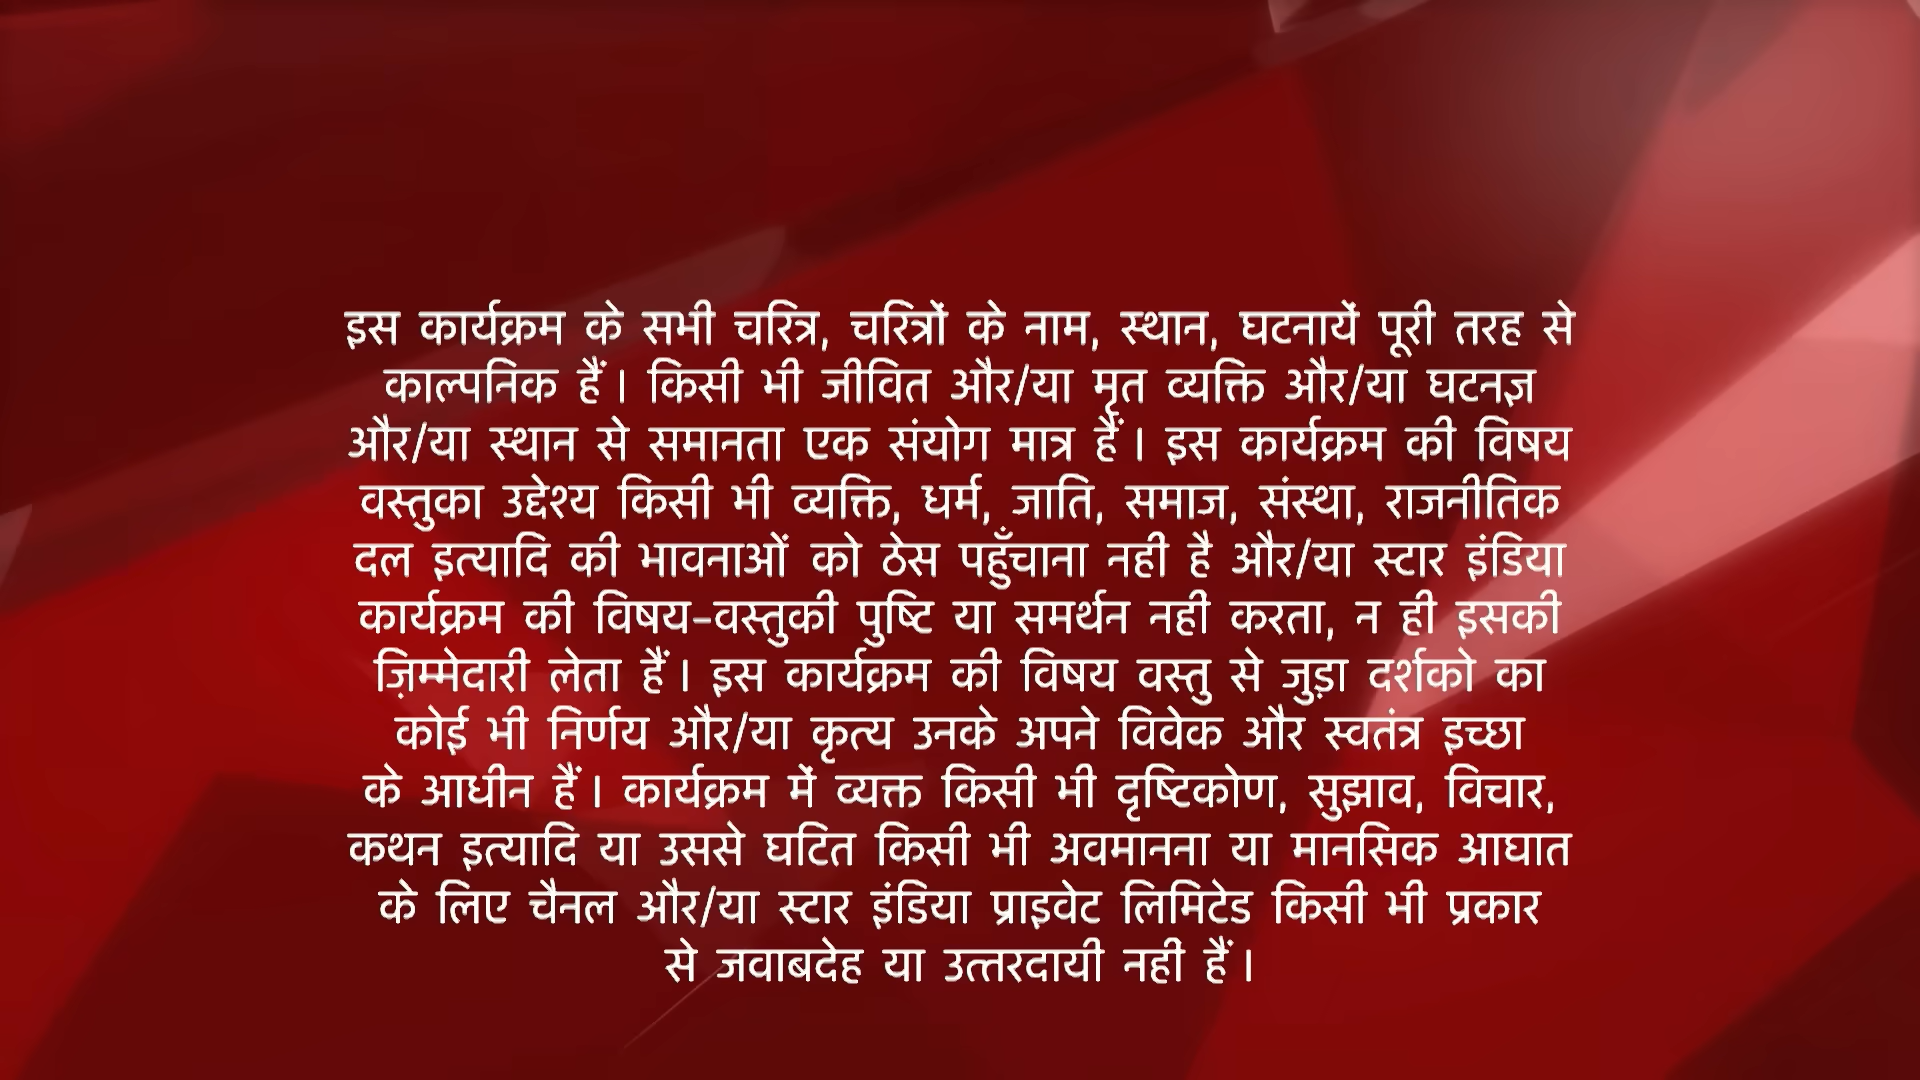 इस कार्यक्रम के सभी चरित्र, चरित्रों के नाम, स्थान, घटनायें पूरी तरह से
काल्पनिक हैं। किसी भी जीवित और/या मृत व्यक्ति और/या घटनज्ञ
और/या स्थान से समानता एक संयोग मात्र हैं। इस कार्यक्रम की विषय
वस्तुका उद्देश्य किसी भी व्यक्ति, धर्म, जाति, समाज, संस्था, राजनीतिक
दल इत्यादि की भावनाओं को ठेस पहुँचाना नही है और/या स्टार इंडिया
कार्यक्रम की विषय-वस्तुकी पुष्टि या समर्थन नही करता, न ही इसकी
ज़िम्मेदारी लेता हैं। इस कार्यक्रम की विषय वस्तु से जुड़ा दर्शको का
कोई भी निर्णय और/या कृत्य उनके अपने विवेक और स्वतंत्र इच्छा
के आधीन हैं। कार्यक्रम में व्यक्त किसी भी दृष्टिकोण, सुझाव, विचार,
कथन इत्यादि या उससे घटित किसी भी अवमानना या मानसिक आघात
के लिए चैनल और/या स्टार इंडिया प्राइवेट लिमिटेड किसी भी प्रकार
से जवाबदेह या उत्तरदायी नही हैं।